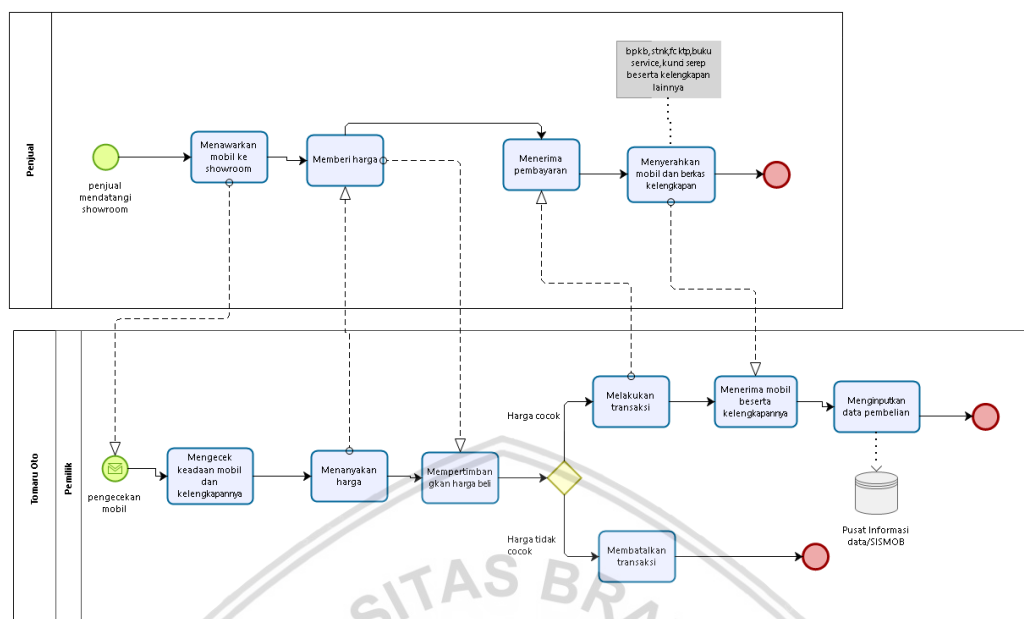 Penjual
penjual
mendatangi
showroom
Menawarkan
mobil ke
showroom
Memberi harga
Menerima
pembayaran
bpkb,stnk,fc ktp,buku
service,kunci serep
beserta kelengkapan
lainnya
Menyerahkan
mobil dan berkas
kelengkapan
Tomaru Oto
Pemilik
pengecekan
mobil
Mengecek
keadaan mobil
dan
kelengkapannya
Menanyakan
harga
Mempertimban
gkan harga beli
Harga cocok
Harga tidak
cocok
Melakukan
transaksi
Menerima mobil
beserta
kelengkapannya
Menginputkan
data pembelian
Pusat Informasi
data/SISMOB
Membatalkan
transaksi
SITAS BRA